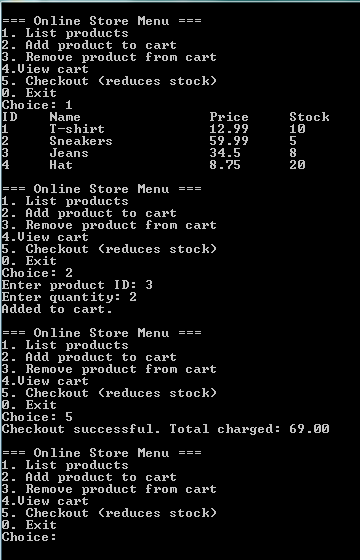 === Online Store Menu ===
1. List products
2. Add product to cart
3. Remove product from cart
4.View cart
5. Checkout (reduces stock)
0. Exit
Choice: 1
ID Name Price Stock
1 T-shirt 12.99 10
2 Sneakers 59.99 5
3 Jeans 34.5 8
4 Hat 8.75 20
=== Online Store Menu ===
1. List products
2. Add product to cart
3. Remove product from cart
4.View cart
5. Checkout (reduces stock)
0. Exit
Choice: 2
Enter product ID: 3
Enter quantity: 2
Added to cart.
=== Online Store Menu ===
1. List products
2. Add product to cart
3. Remove product from cart
4.View cart
5. Checkout (reduces stock)
0. Exit
Choice: 5
Checkout successful. Total charged: 69.00
=== Online Store Menu ===
1. List products
2. Add product to cart
3. Remove product from cart
4.View cart
5. Checkout (reduces stock)
0. Exit
Choice: